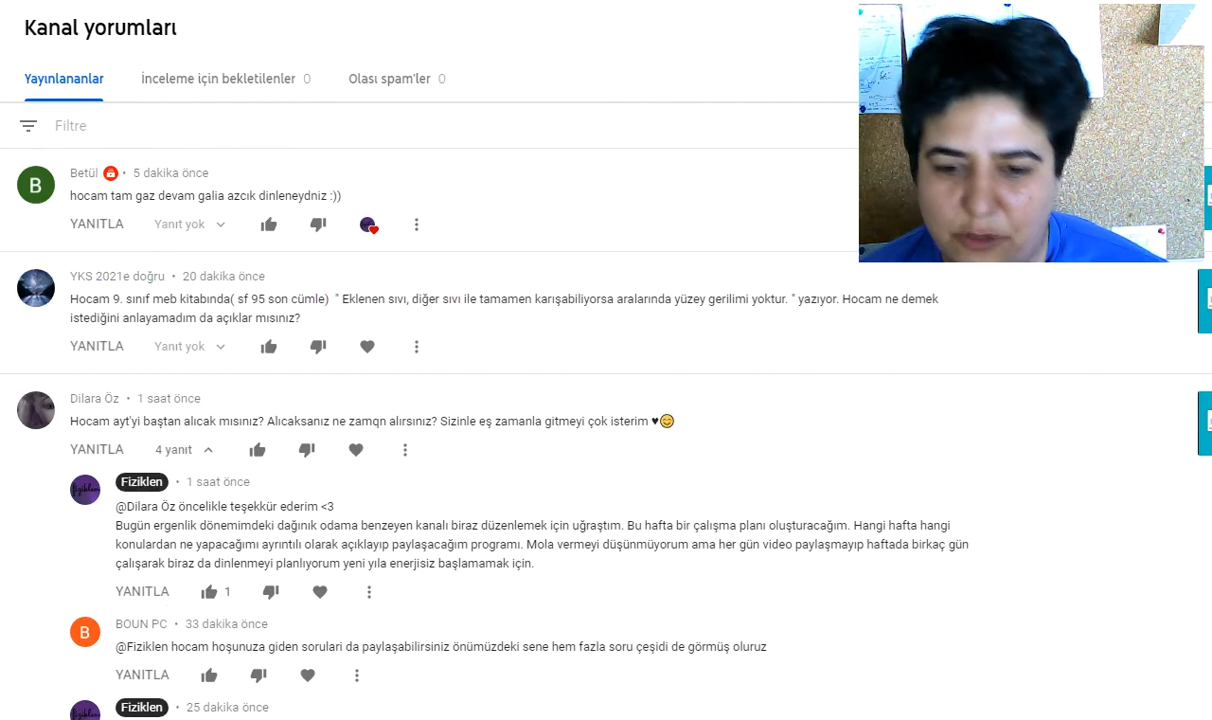 Kanal yorumları
Yayınlananlar
İnceleme için bekletilenler 0
Olası spam'ler 0
Filtre
B
Betül • 5 dakika önce
hocam tam gaz devam galia azcık dinleneydniz :))
YANITLA Yanıt yok
YKS 2021e doğru • 20 dakika önce
Hocam 9. sınıf meb kitabında( sf 95 son cümle) " Eklenen sıvı, diğer sıvı ile tamamen karışabiliyorsa aralarında yüzey gerilimi yoktur. " yazıyor. Hocam ne demek
istediğini anlayamadım da açıklar mısınız?
YANITLA Yanıt yok
Dilara Öz • 1 saat önce
Hocam ayt'yi baştan alıcak mısınız? Alıcaksanız ne zamqn alırsınız? Sizinle eş zamanla gitmeyi çok isterim ♥😊
YANITLA 4 yanıt
fiziklen
Fiziklen • 1 saat önce
@Dilara Öz öncelikle teşekkür ederim <3
Bugün ergenlik dönemimdeki dağınık odama benzeyen kanalı biraz düzenlemek için uğraştım. Bu hafta bir çalışma planı oluşturacağım. Hangi hafta hangi
konulardan ne yapacağımı ayrıntılı olarak açıklayıp paylaşacağım programı. Mola vermeyi düşünmüyorum ama her gün video paylaşmayıp haftada birkaç gün
çalışarak biraz da dinlenmeyi planlıyorum yeni yıla enerjisiz başlamamak için.
YANITLA 1
B
BOUN PC • 33 dakika önce
@Fiziklen hocam hoşunuza giden sorulari da paylaşabilirsiniz önümüzdeki sene hem fazla soru çeşidi de görmüş oluruz
YANITLA
fiziklen
Fiziklen • 25 dakika önce